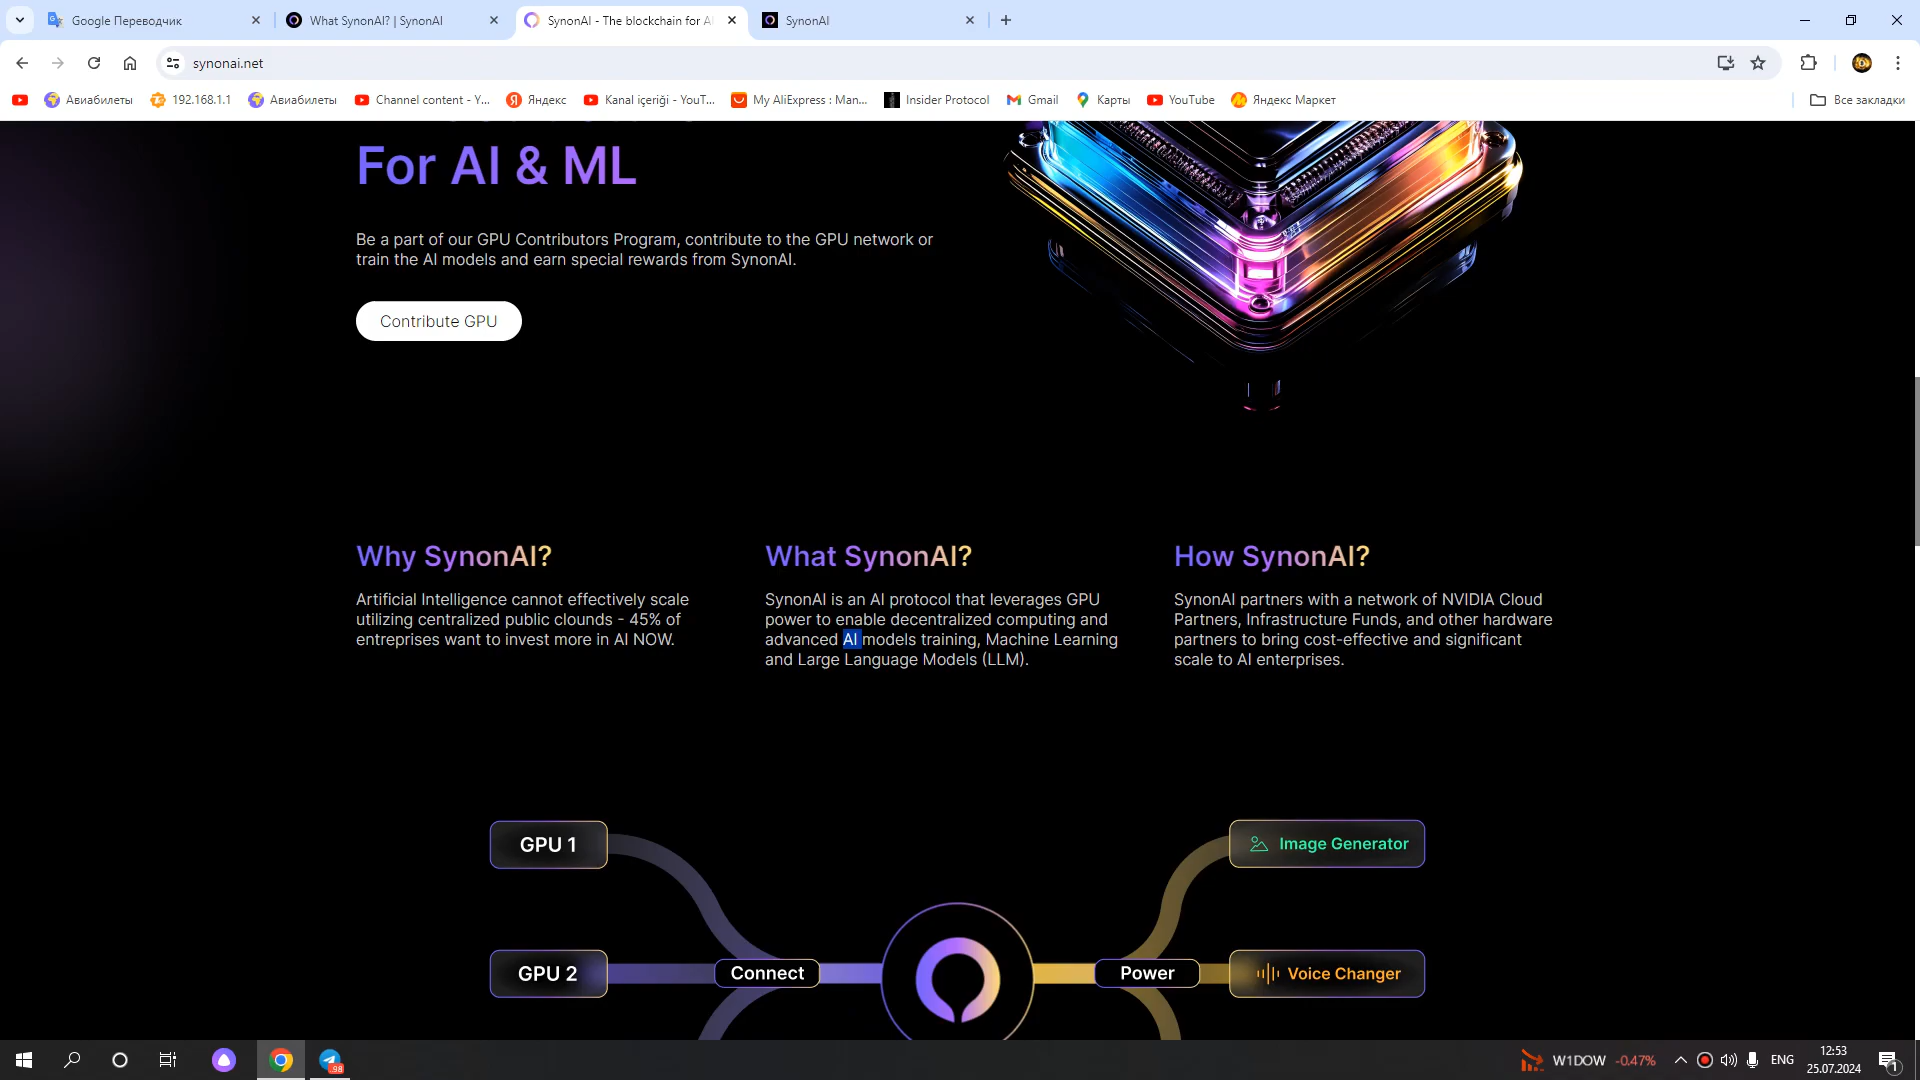 Google Переводчик
What SynonAI? | SynonAI
SynonAI - The blockchain for AI
SynonAI
synonai.net
Авиабилеты
192.168.1.1
Авиабилеты
Channel content - Y...
Яндекс
Kanal içeriği - YouT...
My AliExpress : Man...
Insider Protocol
Gmail
Карты
YouTube
Яндекс Маркет
Все закладки
For AI & ML
Be a part of our GPU Contributors Program, contribute to the GPU network or
train the AI models and earn special rewards from SynonAI.
Contribute GPU
Why SynonAI?
Artificial Intelligence cannot effectively scale
utilizing centralized public clounds - 45% of
entreprises want to invest more in AI NOW.
What SynonAI?
SynonAI is an AI protocol that leverages GPU
power to enable decentralized computing and
advanced AI models training, Machine Learning
and Large Language Models (LLM).
How SynonAI?
SynonAI partners with a network of NVIDIA Cloud
Partners, Infrastructure Funds, and other hardware
partners to bring cost-effective and significant
scale to AI enterprises.
GPU 1
Image Generator
GPU 2
Connect
Power
Voice Changer
98
W1DOW -0.47%
ENG
12:53
25.07.2024
1